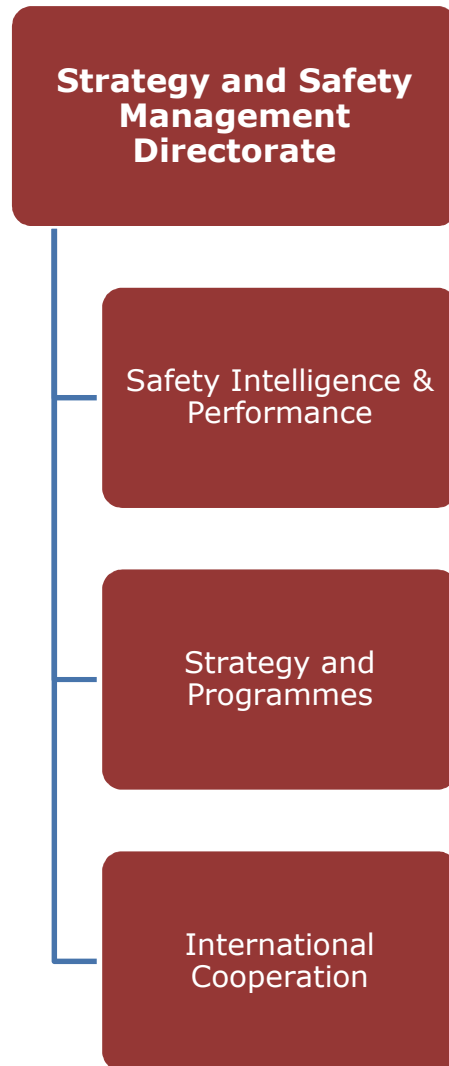 Strategy and Safety
Management
Directorate
Safety Intelligence &
Performance
Strategy and
Programmes
International
Cooperation